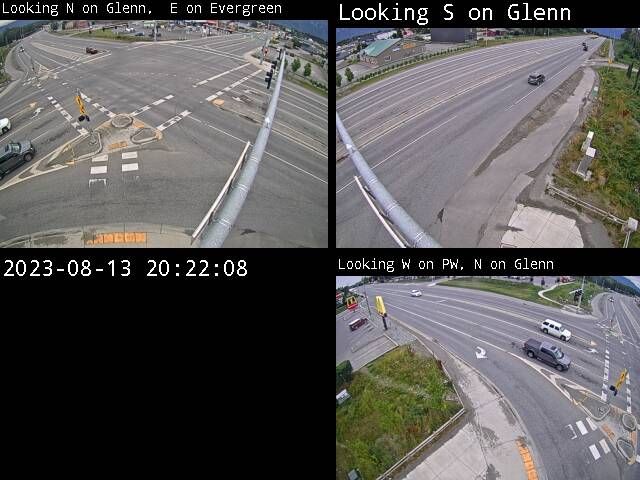 Looking N on Glenn,  E on Evergreen
Looking S on Glenn
2023-08-13 20:22:08
Looking W on PW, N on Glenn